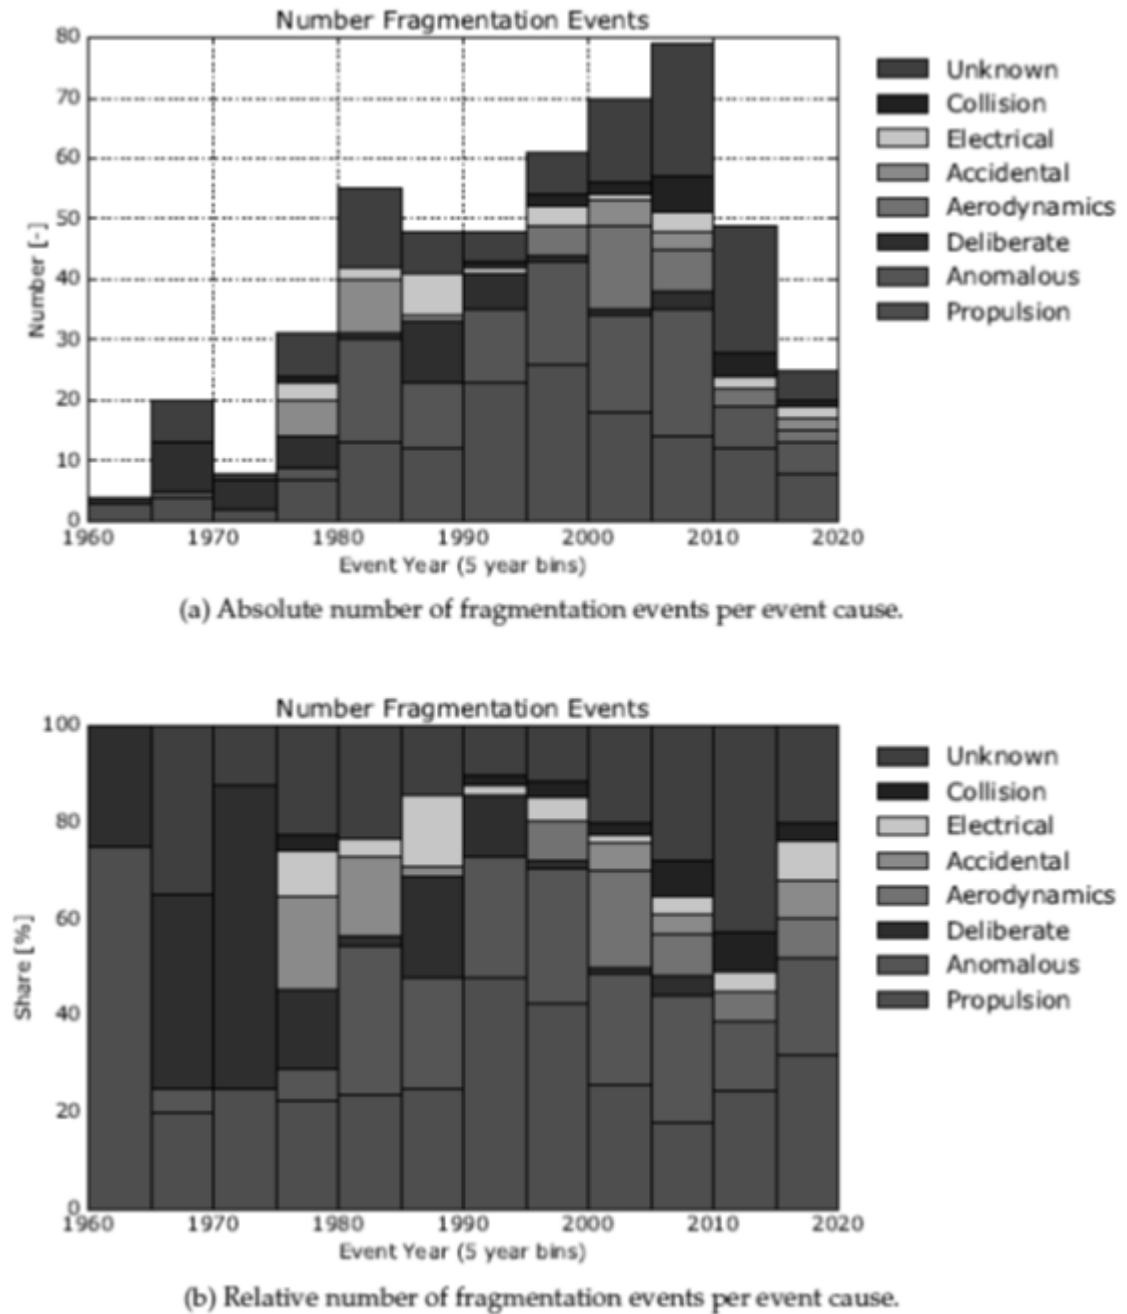 Number Fragmentation Events
80
70
60
50
40
30
20
10
0
Number [-]
1960 1970 1980 1990 2000 2010 2020
Event Year (5 year bins)
Unknown
Collision
Electrical
Accidental
Aerodynamics
Deliberate
Anomalous
Propulsion
(a) Absolute number of fragmentation events per event cause.
Number Fragmentation Events
100
80
60
40
20
0
Share [%]
1960 1970 1980 1990 2000 2010 2020
Event Year (5 year bins)
Unknown
Collision
Electrical
Accidental
Aerodynamics
Deliberate
Anomalous
Propulsion
(b) Relative number of fragmentation events per event cause.